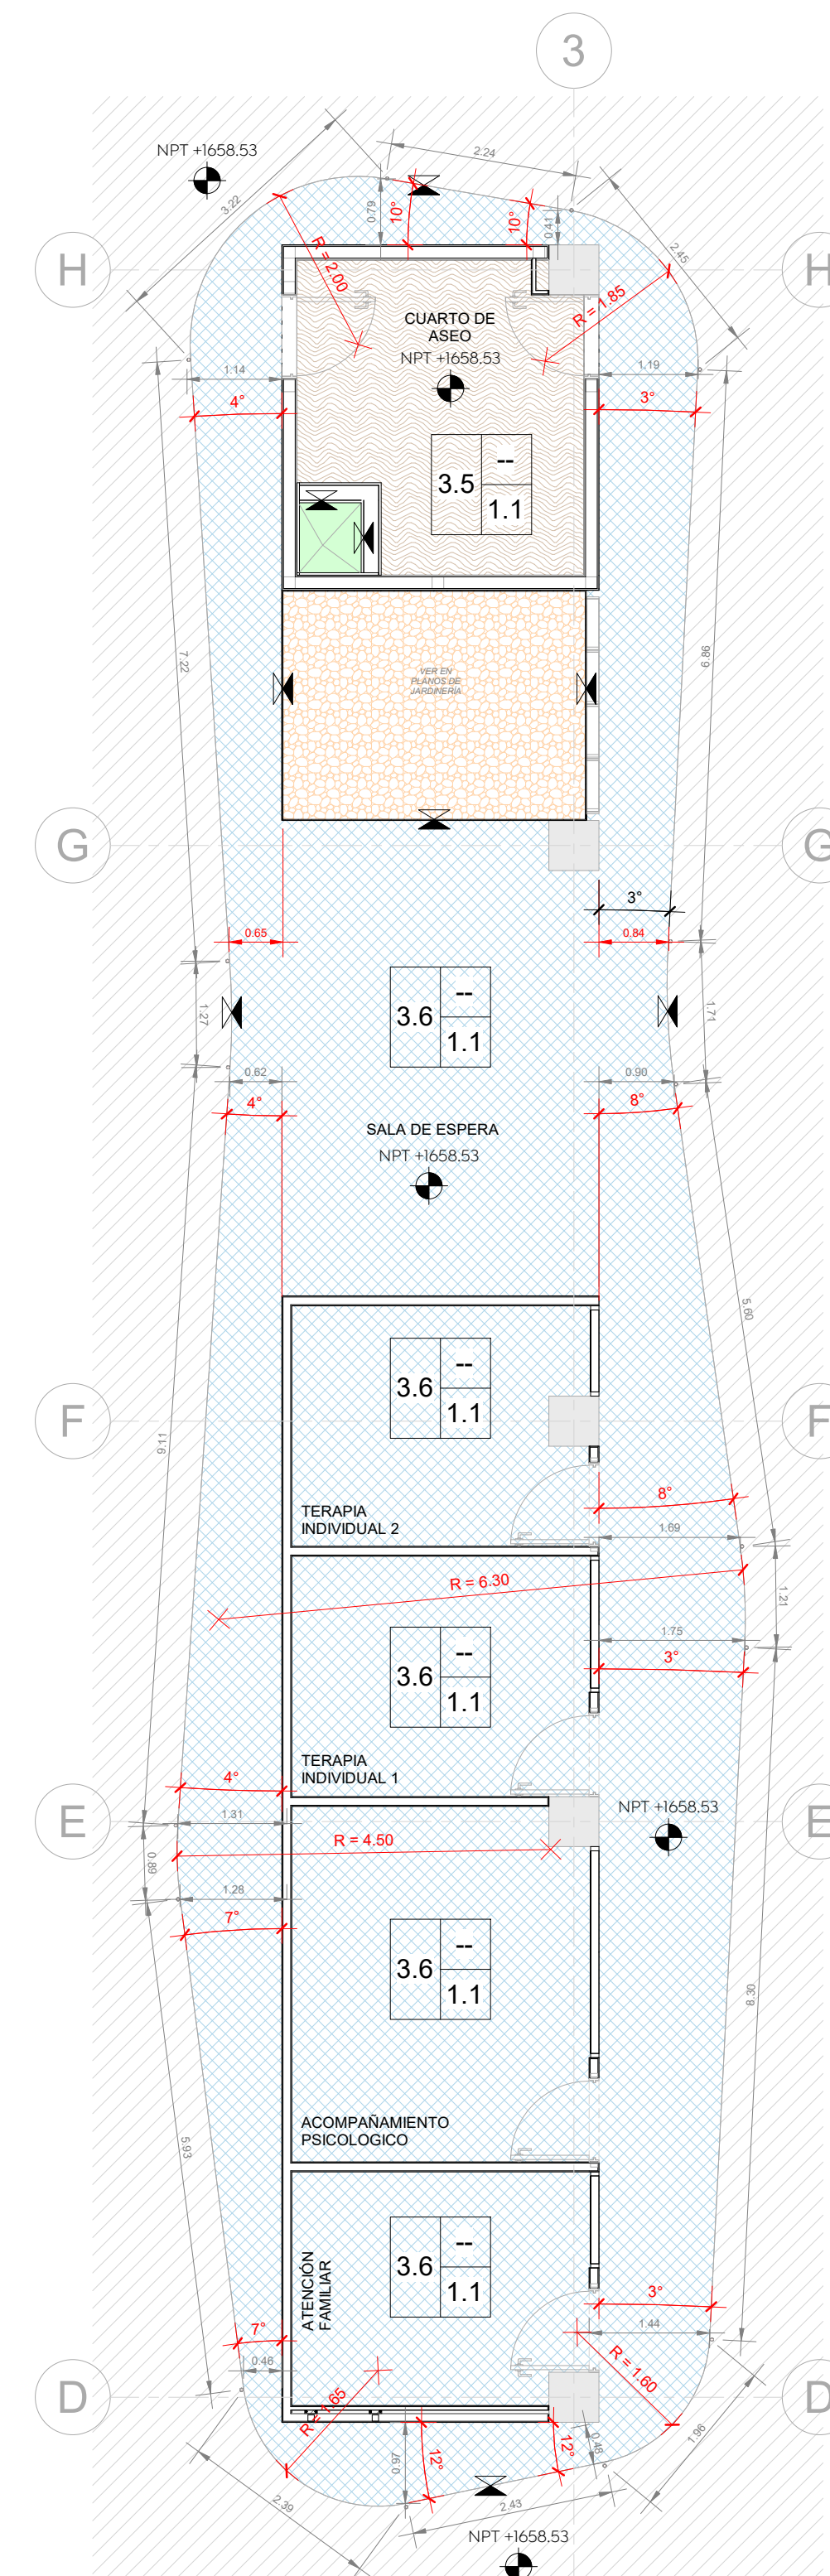 3
NPT +1658.53
2.24
3.22
0.79
10°
10°
0.41
2.45
H
H
R = 2.00
R = 1.85
CUARTO DE
ASEO
NPT +1658.53
1.14
1.19
4°
3°
3.5
--
1.1
7.22
6.86
VER EN
PLANOS DE
JARDINERÍA
G
G
3°
0.65
0.84
3.6
--
1.1
1.27
1.71
0.62
0.90
4°
8°
SALA DE ESPERA
NPT +1658.53
5.60
3.6
--
1.1
F
F
9.11
TERAPIA
INDIVIDUAL 2
8°
1.69
R = 6.30
1.21
1.75
3.6
--
1.1
3°
TERAPIA
INDIVIDUAL 1
4°
NPT +1658.53
1.31
E
E
R = 4.50
0.89
1.28
7°
3.6
--
1.1
8.30
ACOMPAÑAMIENTO
PSICOLOGICO
5.93
3.6
--
1.1
ATENCIÓN
FAMILIAR
3°
7°
1.44
0.46
R = 1.60
D
D
R = 1.65
12°
12°
0.48
0.97
1.96
2.39
2.43
NPT +1658.53